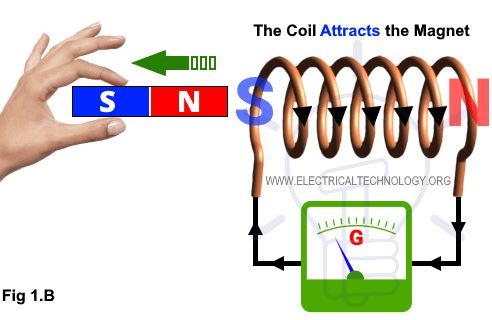 The Coil Attracts the Magnet
S N
S N
WWW.ELECTRICALTECHNOLOGY.ORG
G
Fig 1.B